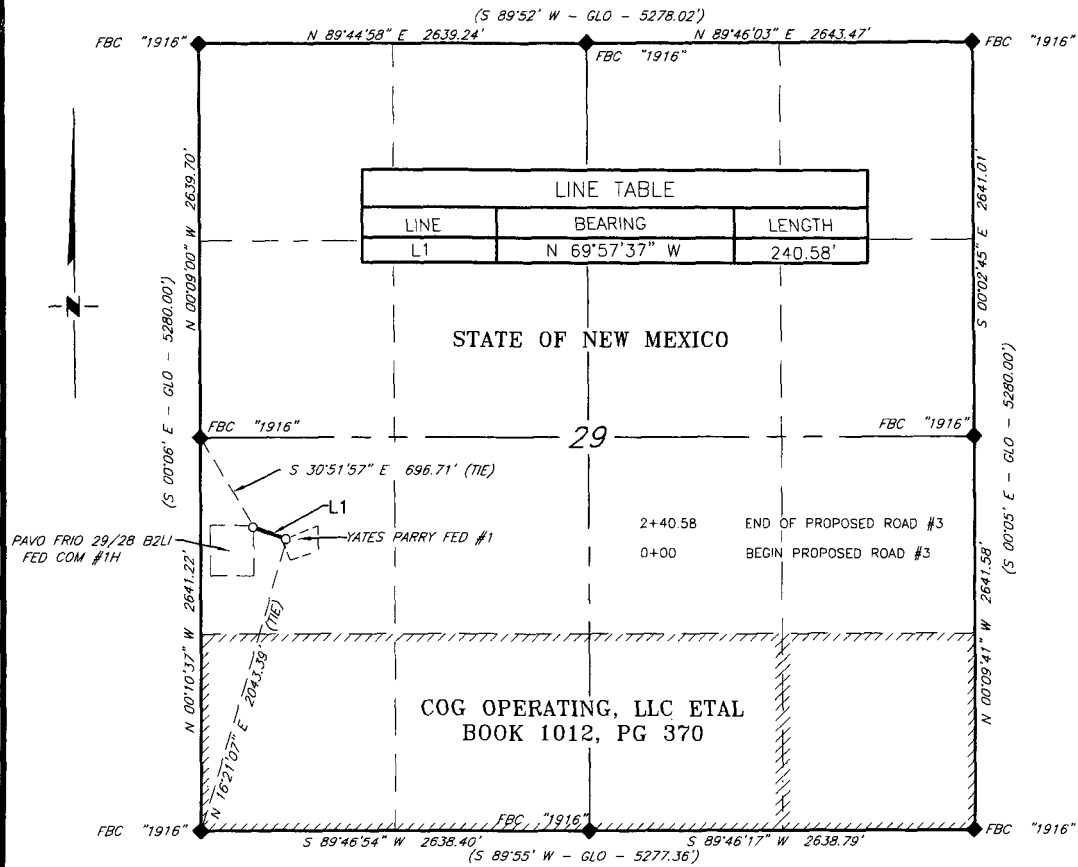 (S 89°52' W - GLO - 5278.02')
N 89°44'58" E 2639.24'
N 89°46'03" E 2643.47'
FBC "1916"
FBC "1916"
FBC "1916"
N 00°09'00" W 2639.70'
S 00°02'45" E 2641.01'
LINE TABLE
LINE BEARING LENGTH
L1 N 69°57'37" W 240.58'
N
(S 00°06' E - GLO - 5280.00')
STATE OF NEW MEXICO
(S 00°05' E - GLO - 5280.00')
FBC "1916"
29
FBC "1916"
S 30°51'57" E 696.71' (TIE)
L1
PAVO FRIO 29/28 B2LI
FED COM #1H
YATES PARRY FED #1
2+40.58 END OF PROPOSED ROAD #3
0+00 BEGIN PROPOSED ROAD #3
N 00°10'37" W 2641.22'
N 16°21'07" E 2043.39' (TIE)
N 00°09'41" W 2641.58'
COG OPERATING, LLC ETAL
BOOK 1012, PG 370
FBC "1916"
FBC "1916"
FBC "1916"
S 89°46'54" W 2638.40'
S 89°46'17" W 2638.79'
(S 89°55' W - GLO - 5277.36')